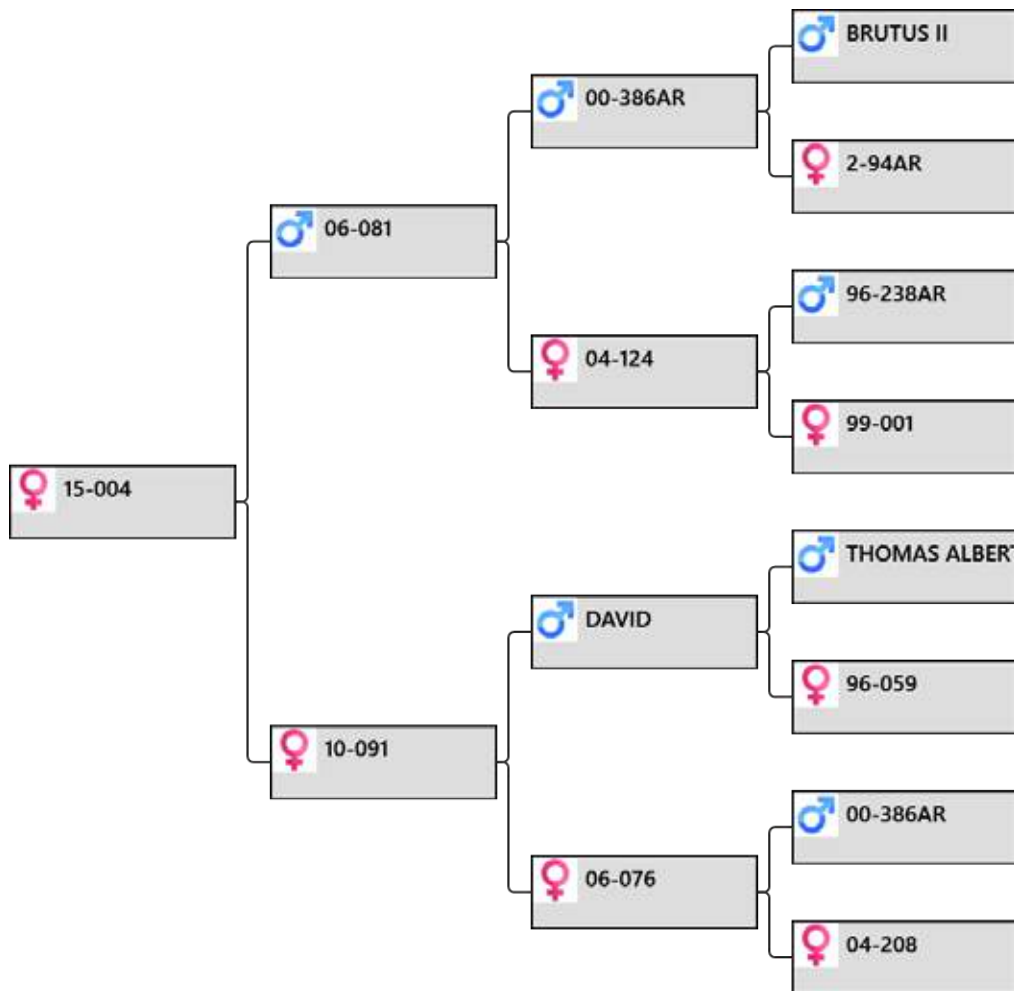 BRUTUS II
00-386AR
2-94AR
06-081
96-238AR
04-124
99-001
15-004
THOMAS ALBERT
DAVID
96-059
10-091
00-386AR
06-076
04-208